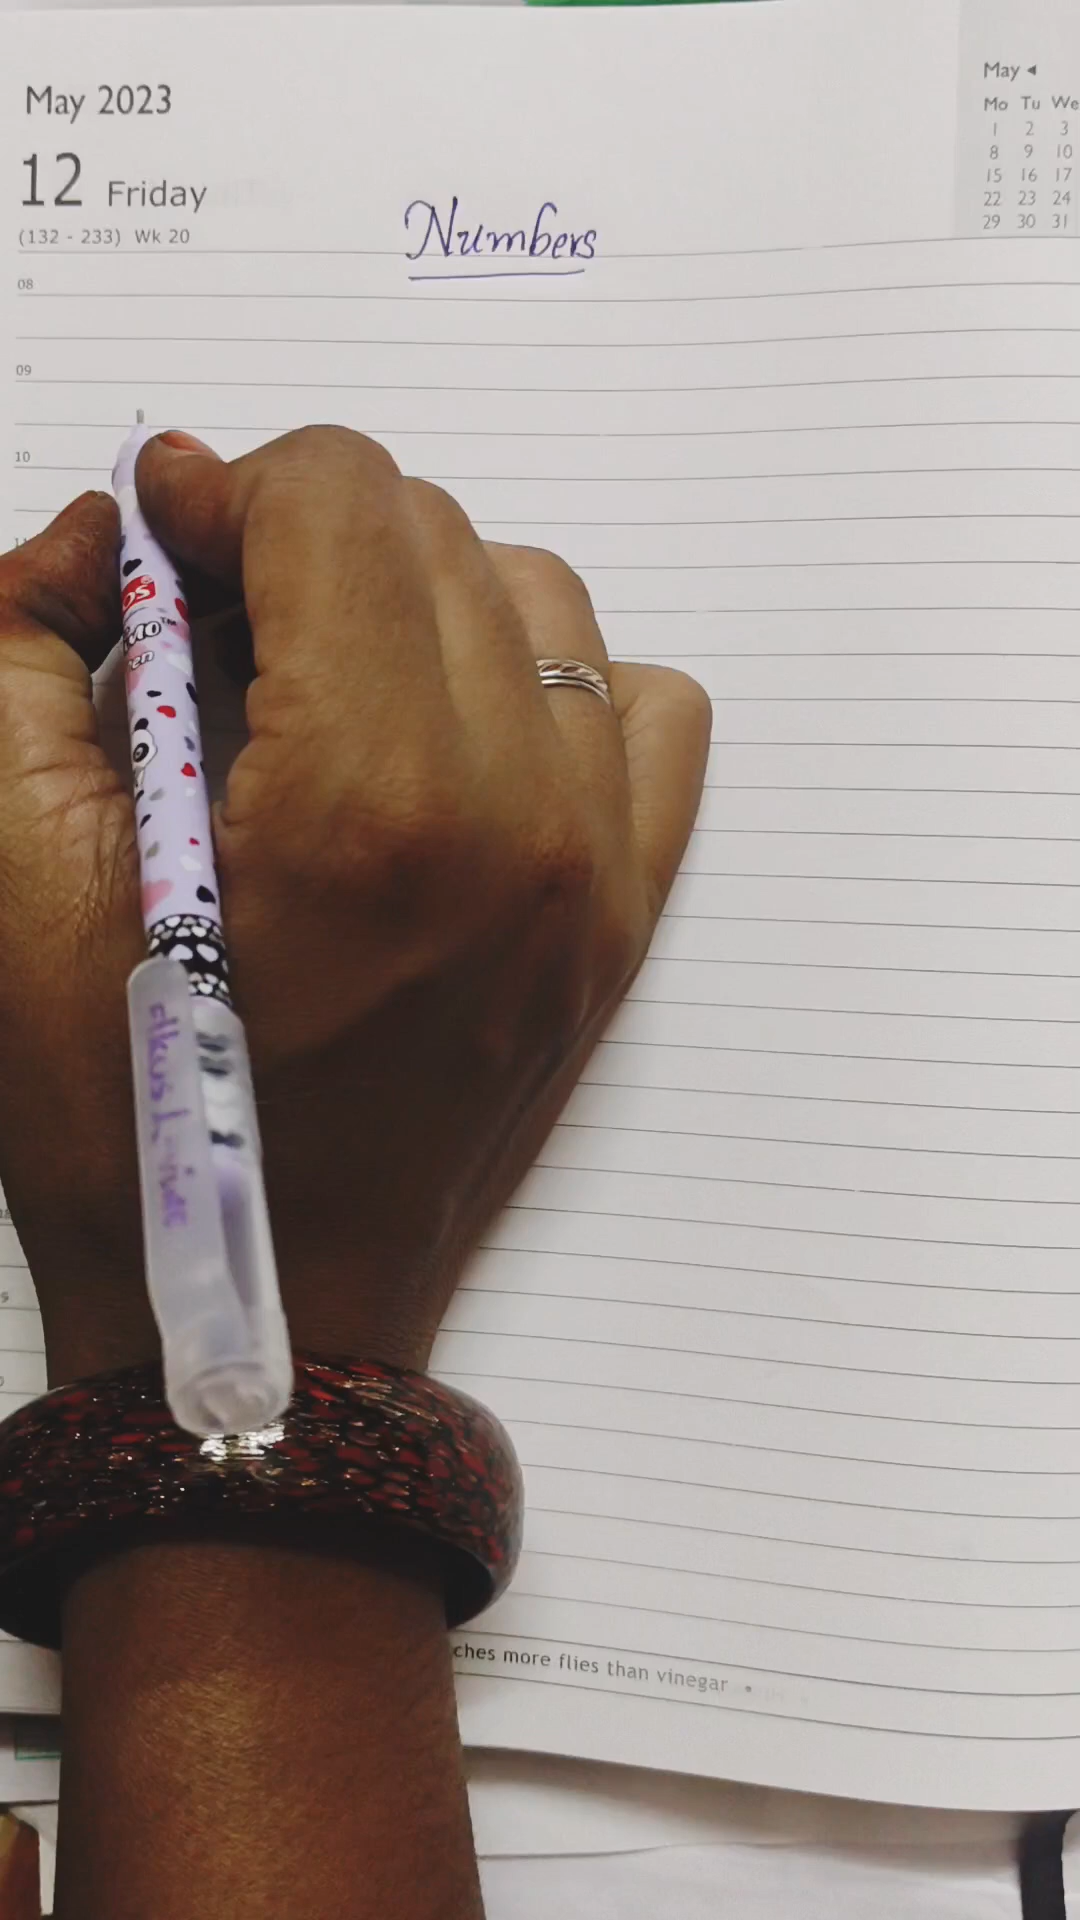 May 2023
12 Friday
(132 - 233) Wk 20
May ◄
Mo Tu We
1 2 3
8 9 10
15 16 17
22 23 24
29 30 31
Numbers
08
09
10
ches more flies than vinegar •